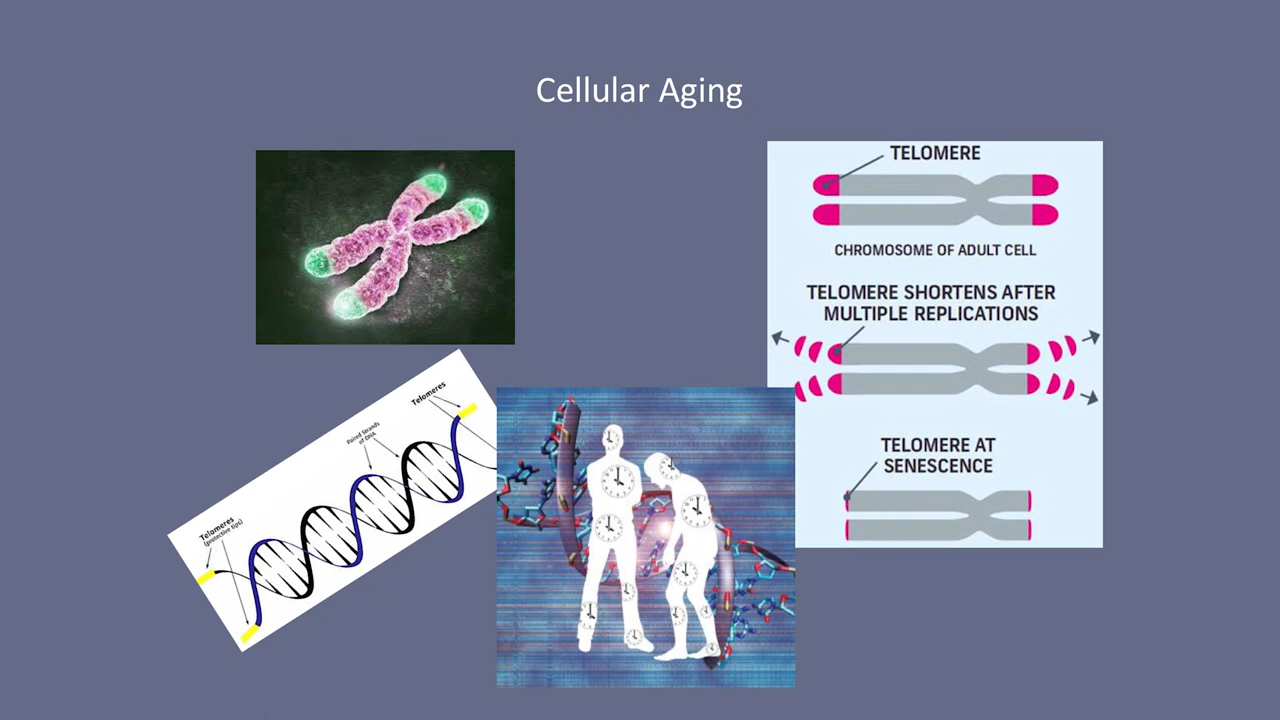 Cellular Aging
TELOMERE
CHROMOSOME OF ADULT CELL
TELOMERE SHORTENS AFTER
MULTIPLE REPLICATIONS
TELOMERE AT
SENESCENCE
Telomeres
Paired Strands
of DNA
Telomeres
(protective tips)